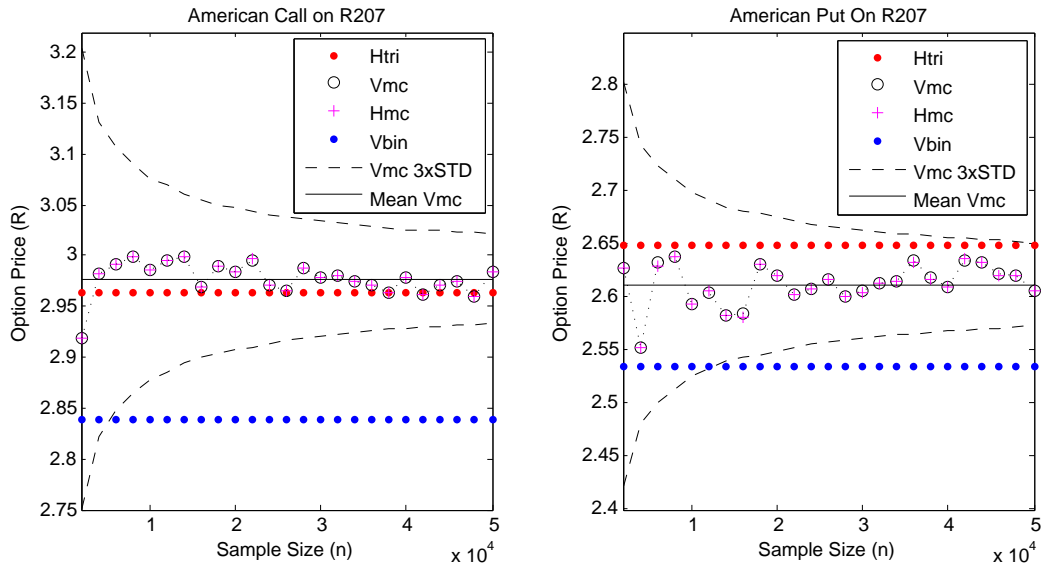 American Call on R207
3.2
3.15
3.1
3.05
3
2.95
2.9
2.85
2.8
2.75
Option Price (R)
Htri
Vmc
Hmc
Vbin
Vmc 3xSTD
Mean Vmc
1
2
3
4
5
Sample Size (n)
x 10^4
American Put On R207
2.8
2.75
2.7
2.65
2.6
2.55
2.5
2.45
2.4
Option Price (R)
Htri
Vmc
Hmc
Vbin
Vmc 3xSTD
Mean Vmc
1
2
3
4
5
Sample Size (n)
x 10^4